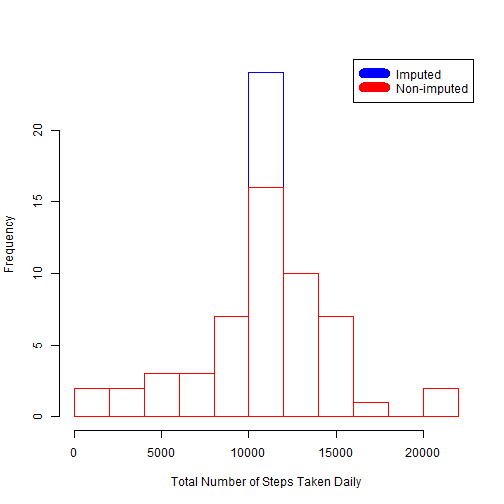 Imputed
Non-imputed
20
15
10
5
0
Frequency
0 5000 10000 15000 20000
Total Number of Steps Taken Daily